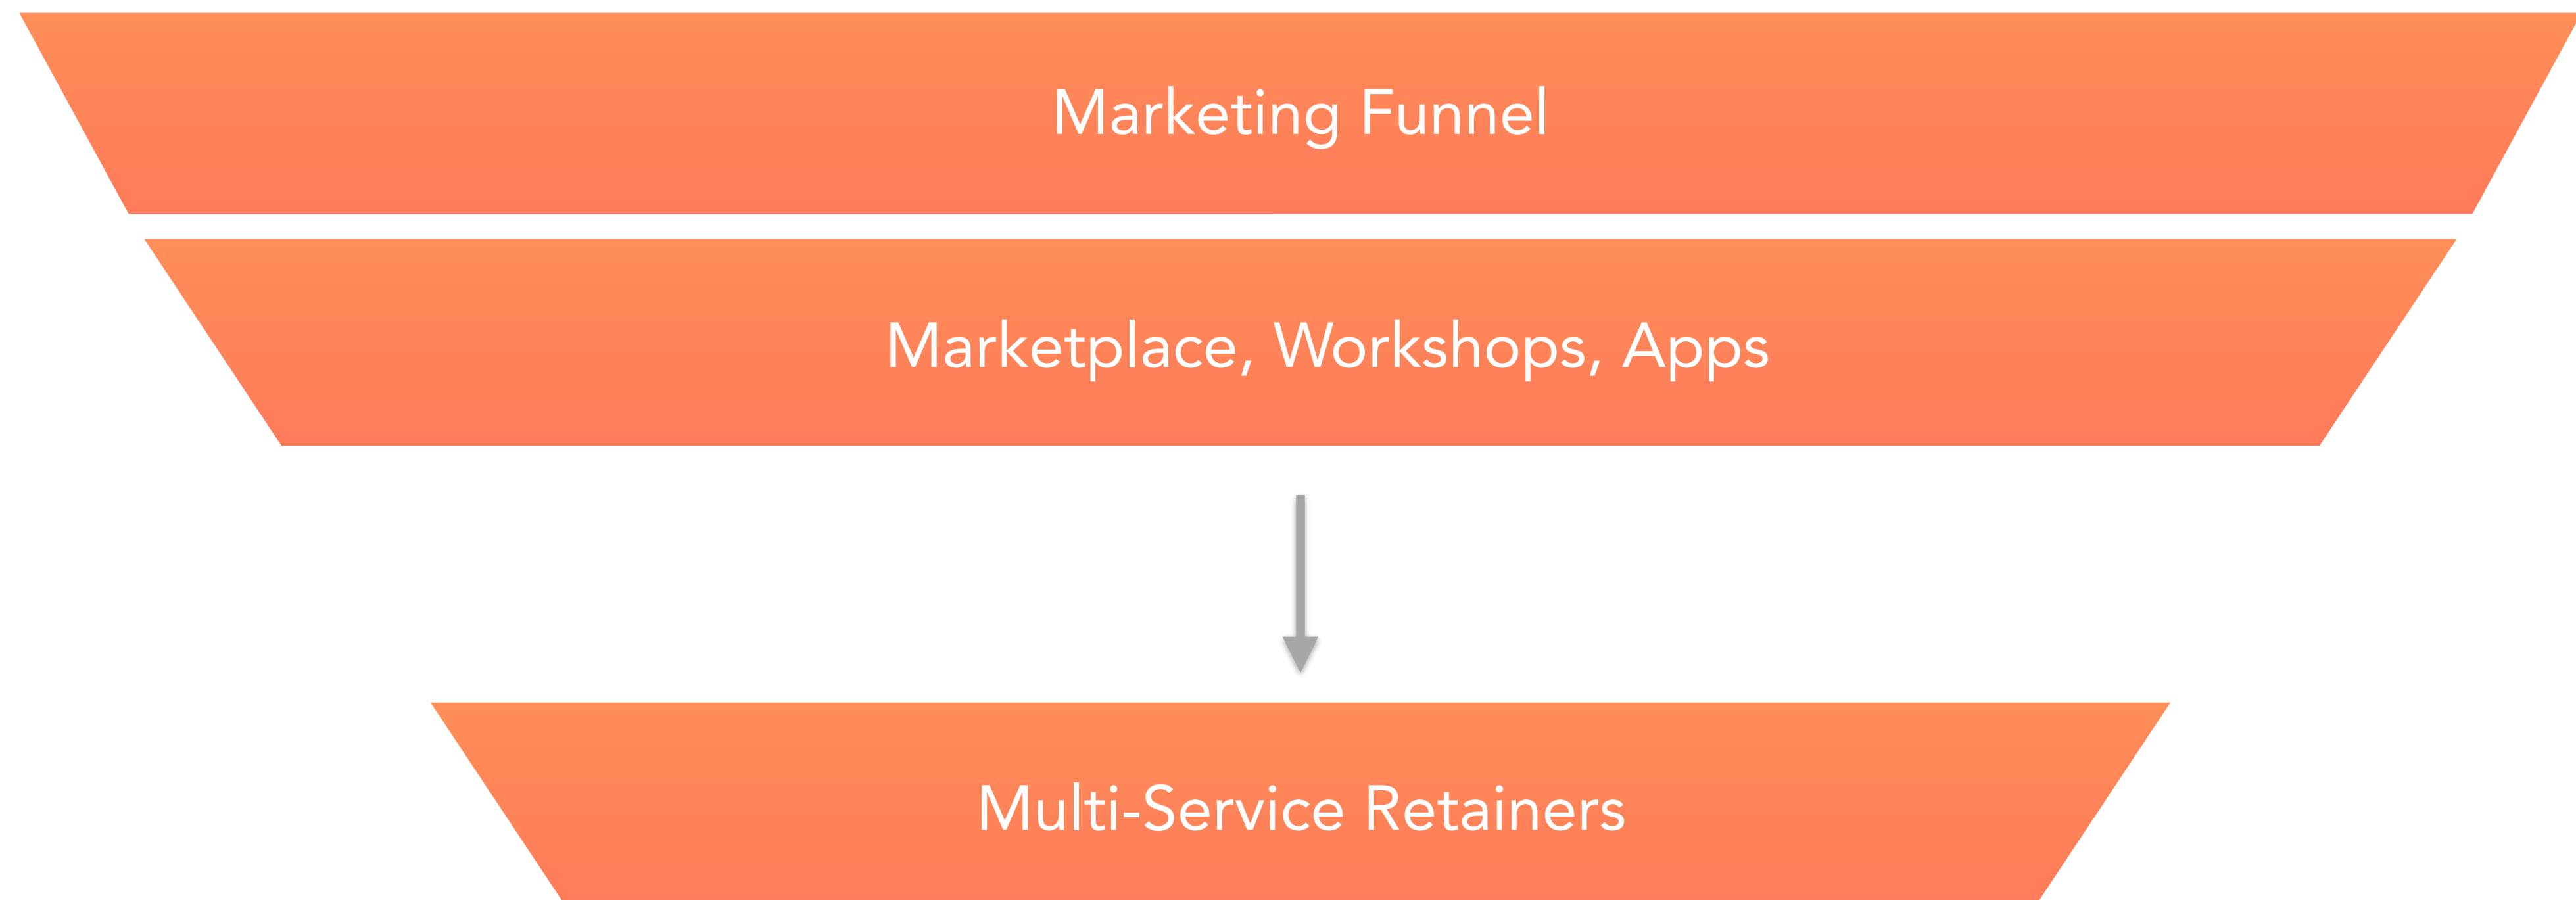 Marketing Funnel
Marketplace, Workshops, Apps
Multi-Service Retainers